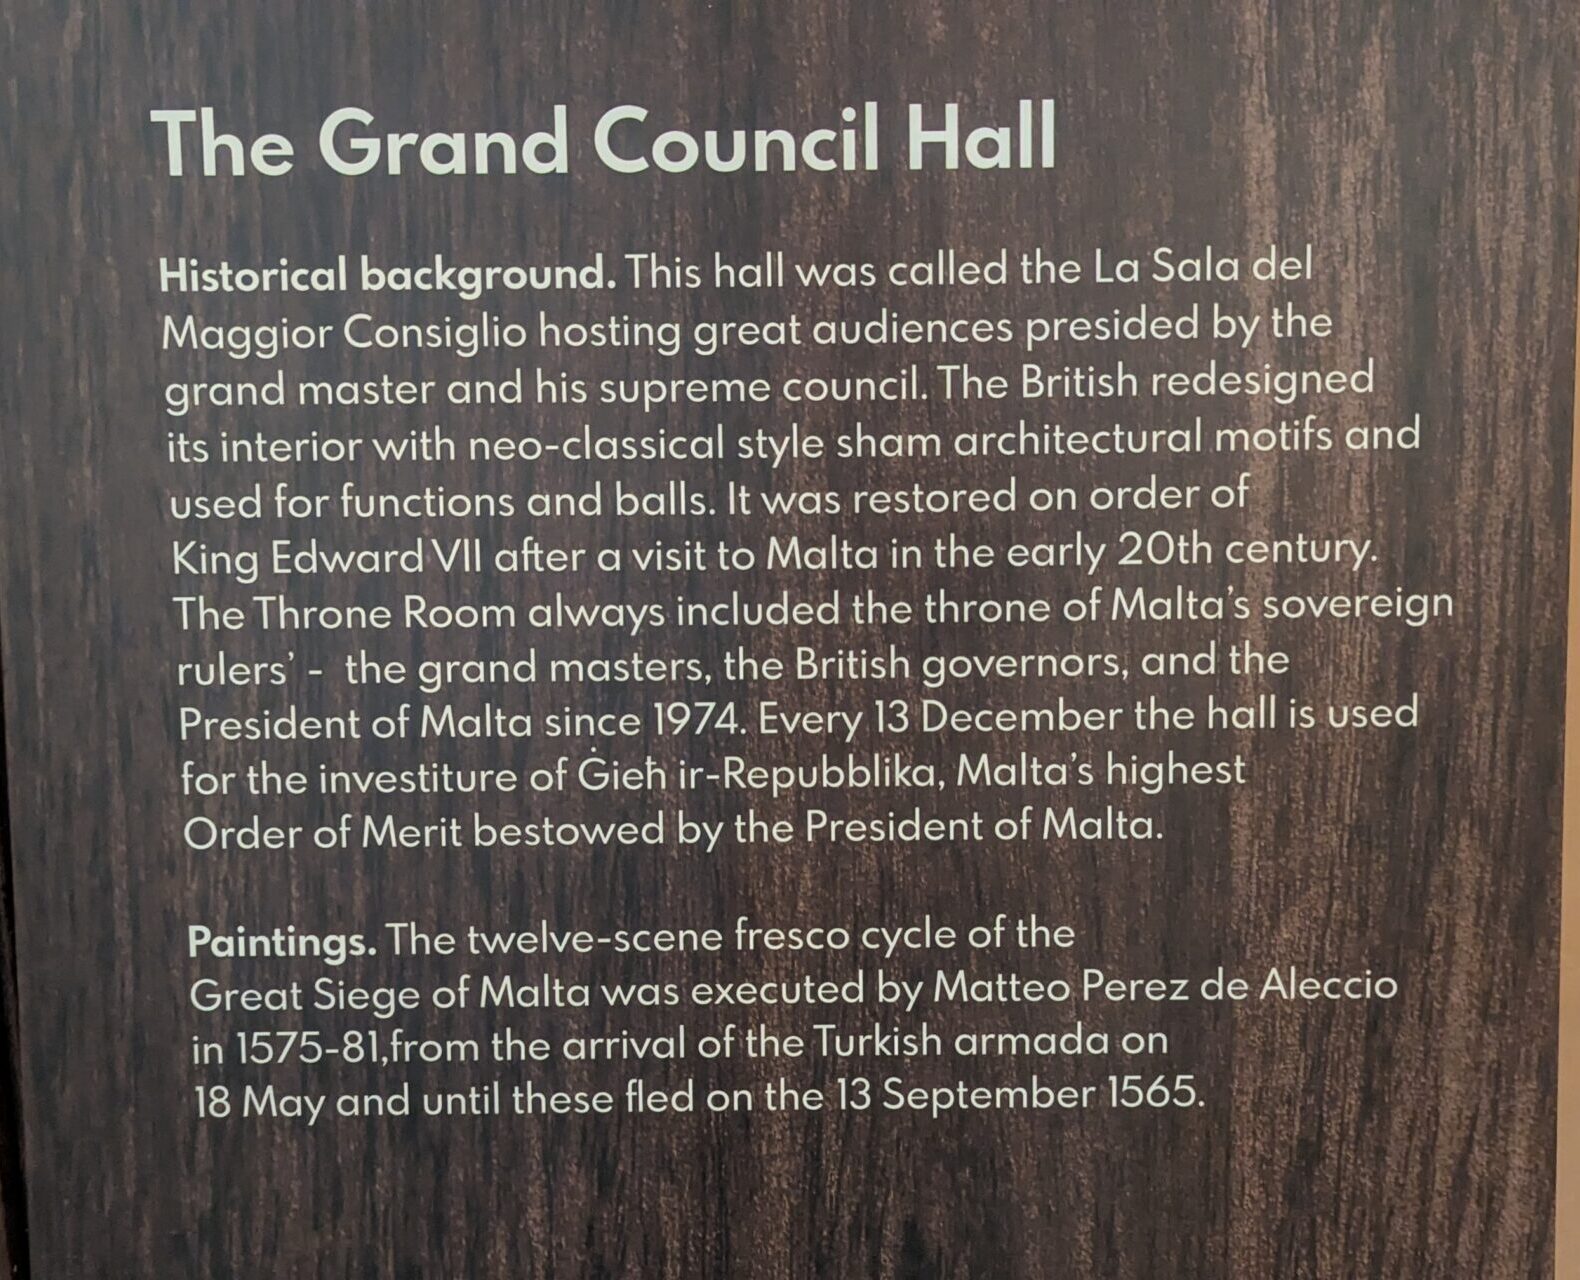 The Grand Council Hall
Historical background. This hall was called the La Sala del
Maggior Consiglio hosting great audiences presided by the
grand master and his supreme council. The British redesigned
its interior with neo-classical style sham architectural motifs and
used for functions and balls. It was restored on order of
King Edward VII after a visit to Malta in the early 20th century.
The Throne Room always included the throne of Malta's sovereign
rulers' - the grand masters, the British governors, and the
President of Malta since 1974. Every 13 December the hall is used
for the investiture of Ġieħ ir-Repubblika, Malta's highest
Order of Merit bestowed by the President of Malta.
Paintings. The twelve-scene fresco cycle of the
Great Siege of Malta was executed by Matteo Perez de Aleccio
in 1575-81,from the arrival of the Turkish armada on
18 May and until these fled on the 13 September 1565.